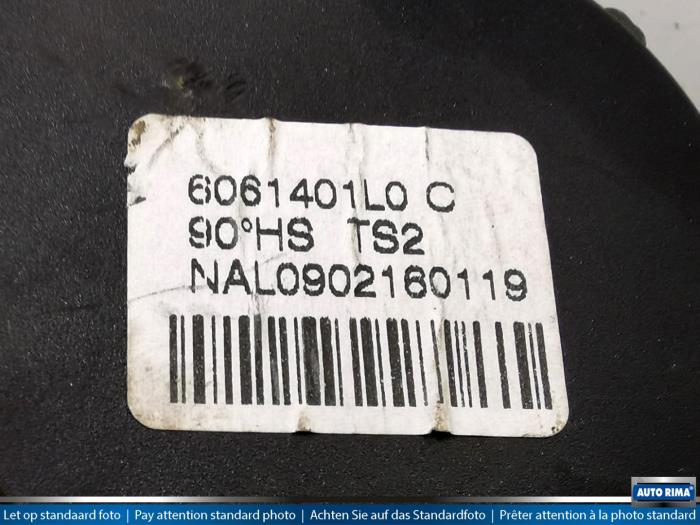 6061401L0 C
90°HS TS2
NAL0902160119
AUTO RIMA
Let op standaard foto | Pay attention standard photo | Achten Sie auf das Standardfoto | Prêter attention à la photo standard